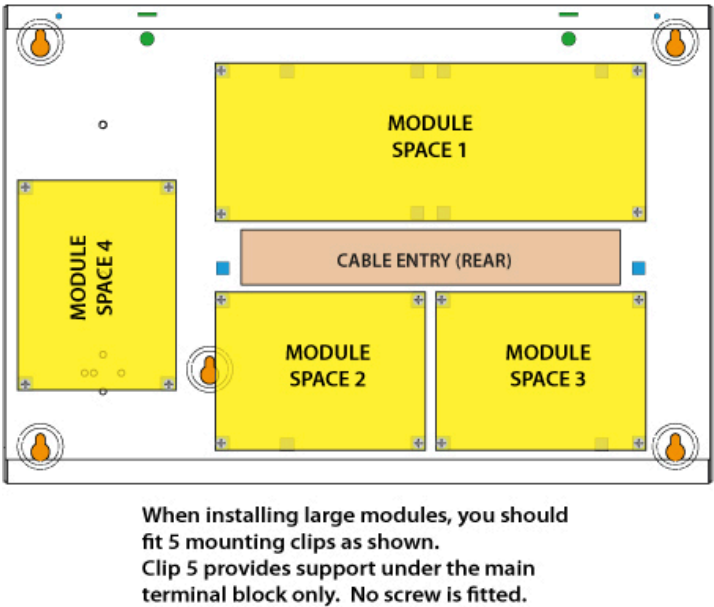 MODULE
SPACE 1
MODULE
SPACE 4
CABLE ENTRY (REAR)
MODULE
SPACE 2
MODULE
SPACE 3
When installing large modules, you should
fit 5 mounting clips as shown.
Clip 5 provides support under the main
terminal block only.  No screw is fitted.